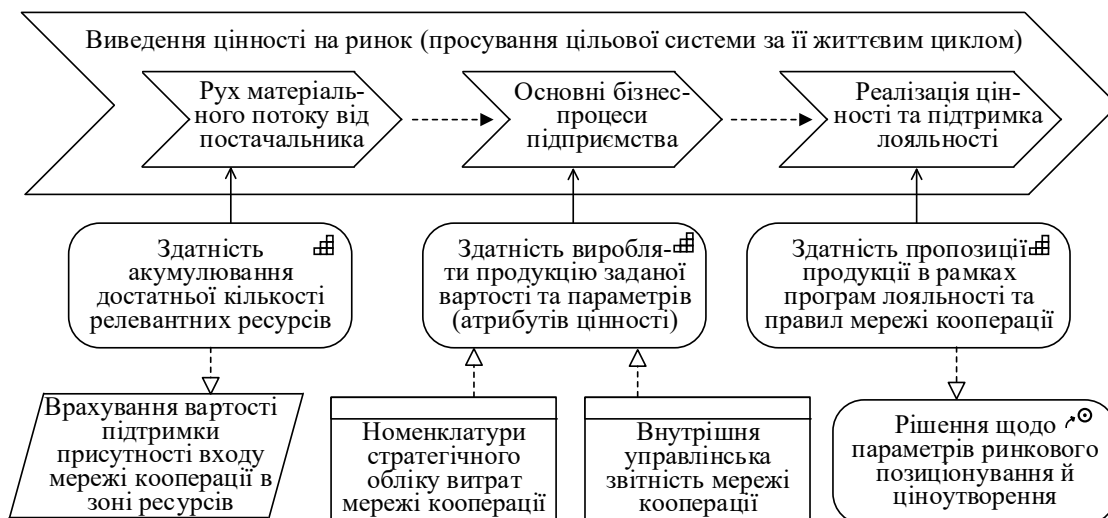 Виведення цінності на ринок (просування цільової системи за її життєвим циклом)
Рух матеріаль-
ного потоку від
постачальника
Основні бізнес-
процеси
підприємства
Реалізація цін-
ності та підтримка
лояльності
Здатність
акумулювання
достатньої кількості
релевантних ресурсів
Здатність виробля-
ти продукцію заданої
вартості та параметрів
(атрибутів цінності)
Здатність пропозиції
продукції в рамках
програм лояльності та
правил мережі кооперації
Врахування вартості
підтримки
присутності входу
мережі кооперації в
зоні ресурсів
Номенклатури
стратегічного
обліку витрат
мережі кооперації
Внутрішня
управлінська
звітність мережі
кооперації
Рішення щодо
параметрів ринкового
позиціонування й
ціноутворення